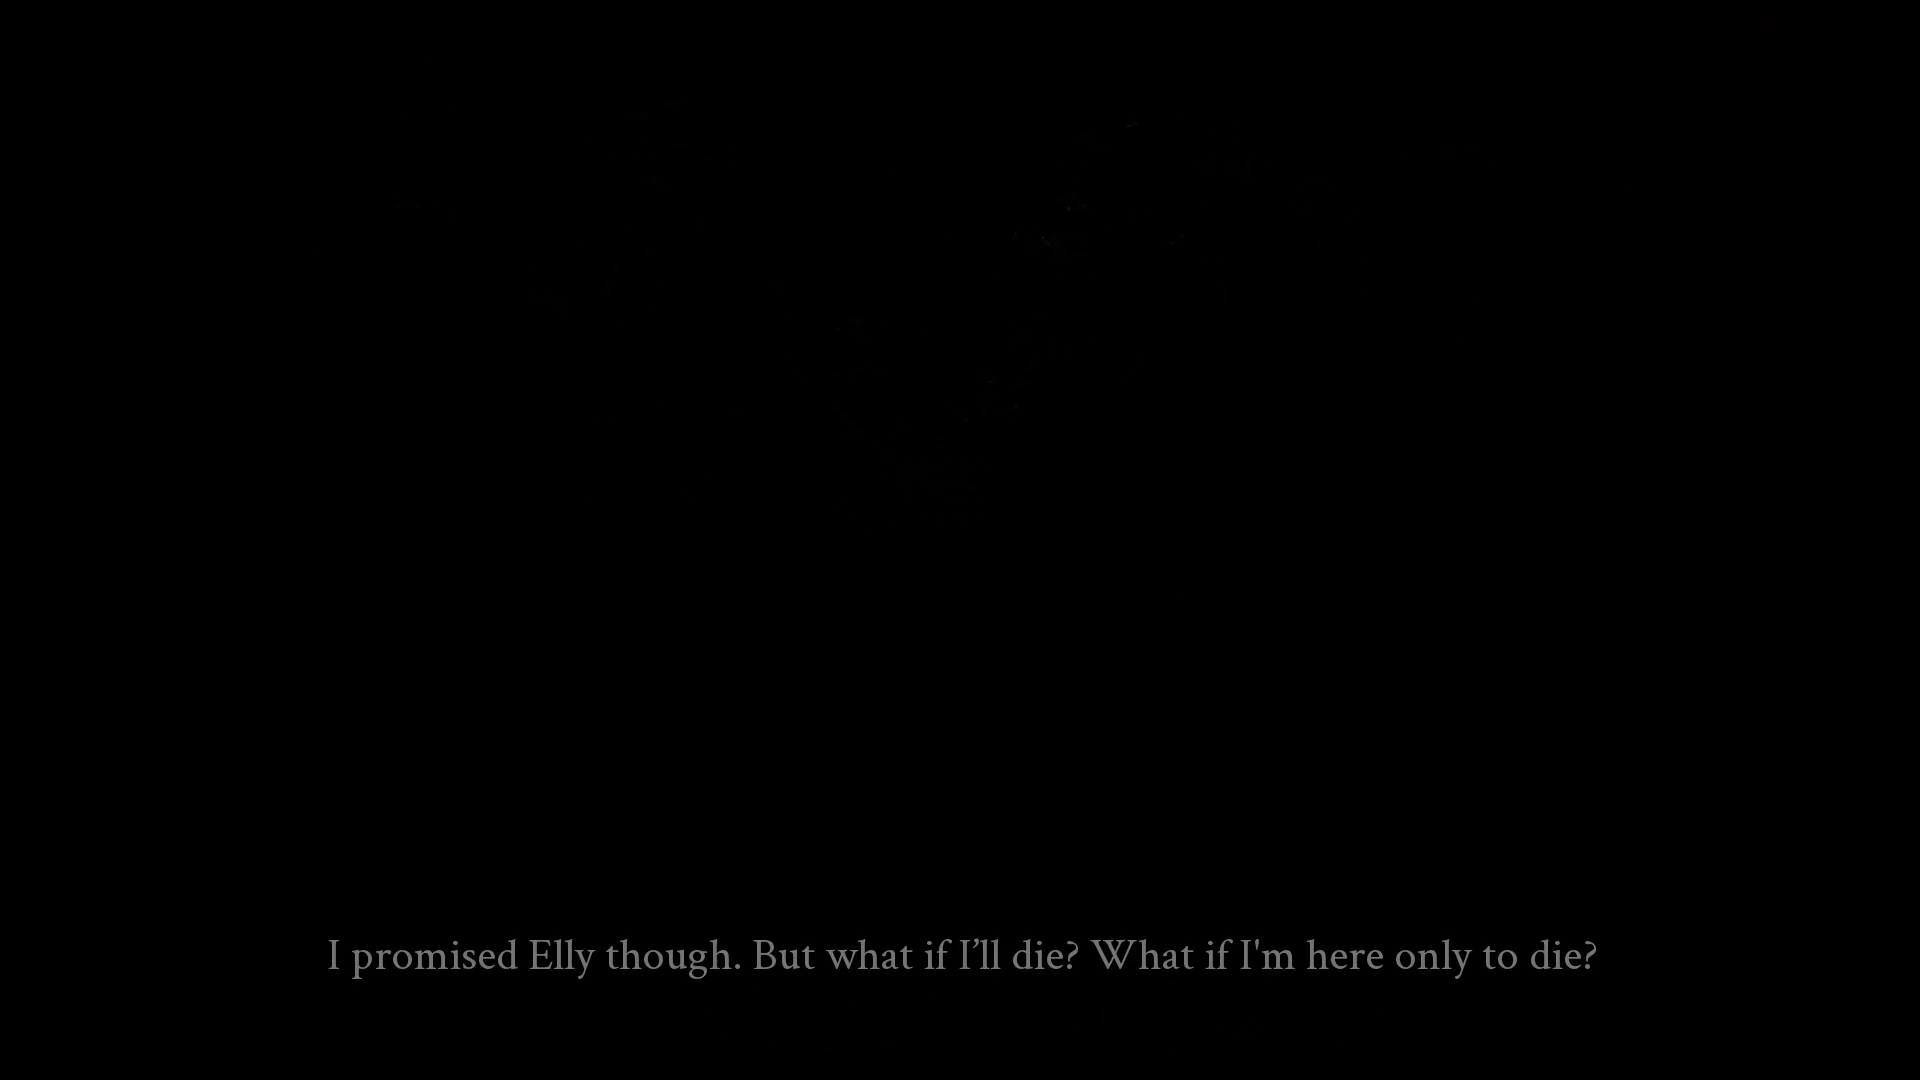 I promised Elly though. But what if I’ll die? What if I'm here only to die?